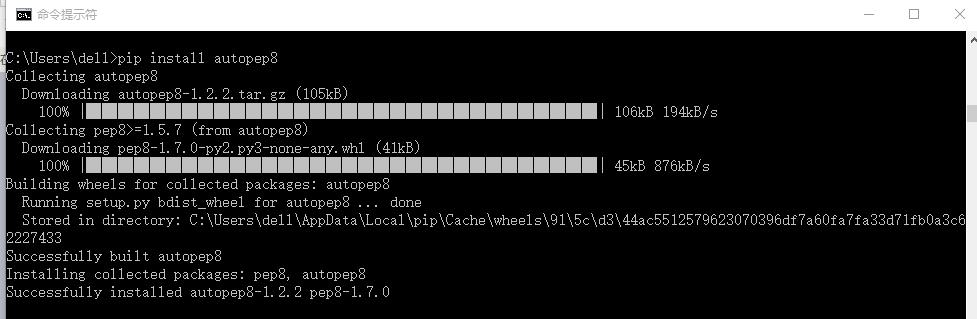 命令提示符
C:\Users\dell>pip install autopep8
Collecting autopep8
  Downloading autopep8-1.2.2.tar.gz (105kB)
    100% |████████████████████████████████| 106kB 194kB/s
Collecting pep8>=1.5.7 (from autopep8)
  Downloading pep8-1.7.0-py2.py3-none-any.whl (41kB)
    100% |████████████████████████████████| 45kB 876kB/s
Building wheels for collected packages: autopep8
  Running setup.py bdist_wheel for autopep8 ... done
  Stored in directory: C:\Users\dell\AppData\Local\pip\Cache\wheels\91\5c\d3\44ac5512579623070396df7a60fa7fa33d71fb0a3c6
2227433
Successfully built autopep8
Installing collected packages: pep8, autopep8
Successfully installed autopep8-1.2.2 pep8-1.7.0